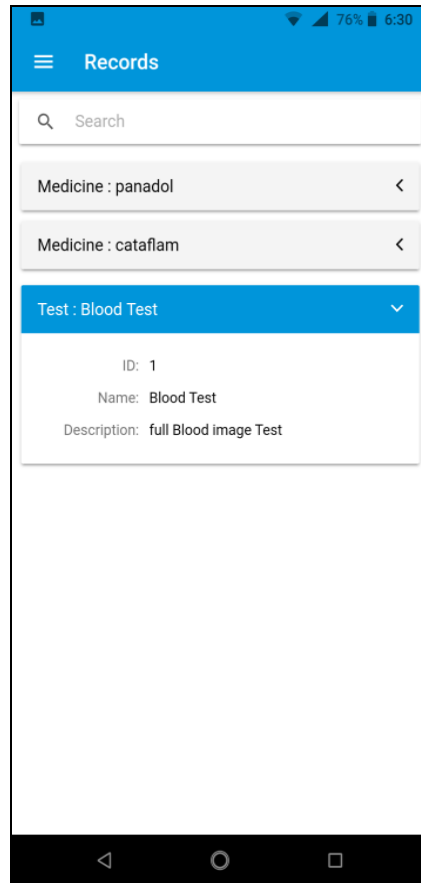 76% 6:30
Records
Search
Medicine : panadol
Medicine : cataflam
Test : Blood Test
ID: 1
Name: Blood Test
Description: full Blood image Test